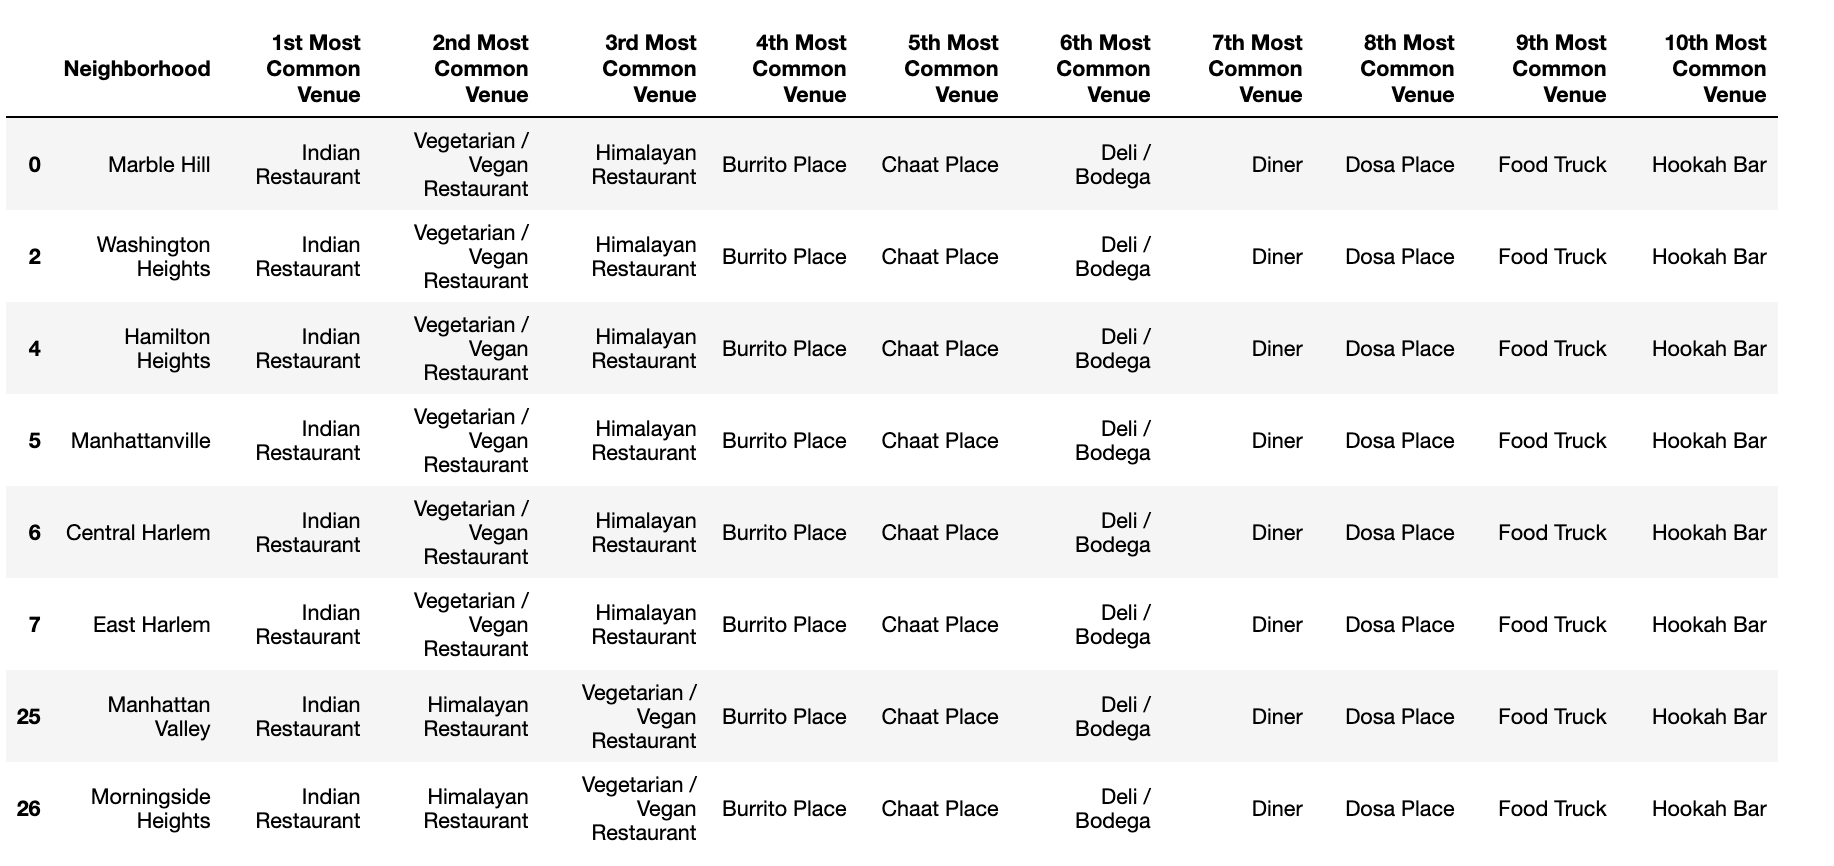 Neighborhood 1st Most Common Venue 2nd Most Common Venue 3rd Most Common Venue 4th Most Common Venue 5th Most Common Venue 6th Most Common Venue 7th Most Common Venue 8th Most Common Venue 9th Most Common Venue 10th Most Common Venue
0 Marble Hill Indian Restaurant Vegetarian / Vegan Restaurant Himalayan Restaurant Burrito Place Chaat Place Deli / Bodega Diner Dosa Place Food Truck Hookah Bar
2 Washington Heights Indian Restaurant Vegetarian / Vegan Restaurant Himalayan Restaurant Burrito Place Chaat Place Deli / Bodega Diner Dosa Place Food Truck Hookah Bar
4 Hamilton Heights Indian Restaurant Vegetarian / Vegan Restaurant Himalayan Restaurant Burrito Place Chaat Place Deli / Bodega Diner Dosa Place Food Truck Hookah Bar
5 Manhattanville Indian Restaurant Vegetarian / Vegan Restaurant Himalayan Restaurant Burrito Place Chaat Place Deli / Bodega Diner Dosa Place Food Truck Hookah Bar
6 Central Harlem Indian Restaurant Vegetarian / Vegan Restaurant Himalayan Restaurant Burrito Place Chaat Place Deli / Bodega Diner Dosa Place Food Truck Hookah Bar
7 East Harlem Indian Restaurant Vegetarian / Vegan Restaurant Himalayan Restaurant Burrito Place Chaat Place Deli / Bodega Diner Dosa Place Food Truck Hookah Bar
25 Manhattan Valley Indian Restaurant Himalayan Restaurant Vegetarian / Vegan Restaurant Burrito Place Chaat Place Deli / Bodega Diner Dosa Place Food Truck Hookah Bar
26 Morningside Heights Indian Restaurant Himalayan Restaurant Vegetarian / Vegan Restaurant Burrito Place Chaat Place Deli / Bodega Diner Dosa Place Food Truck Hookah Bar